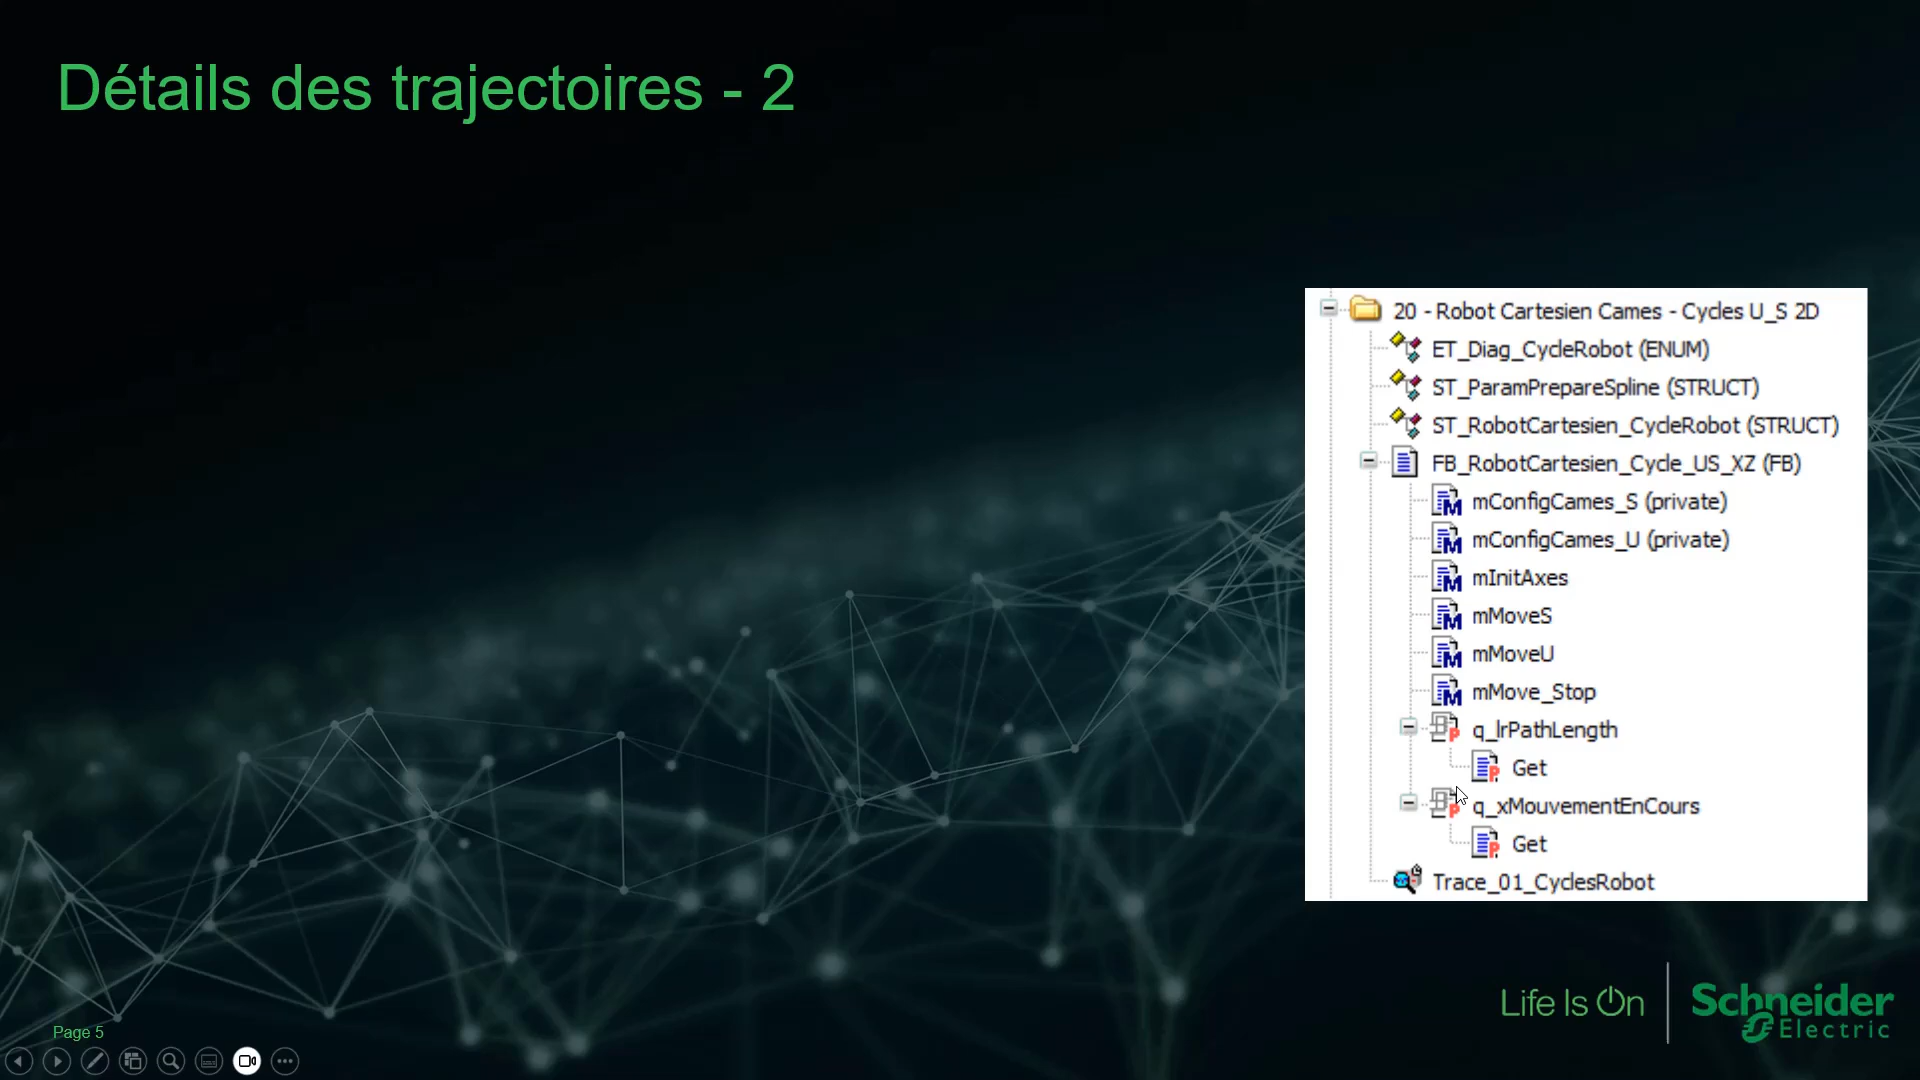 Détails des trajectoires - 2
20 - Robot Cartesien Cames - Cycles U_S 2D
ET_Diag_CycleRobot (ENUM)
ST_ParamPrepareSpline (STRUCT)
ST_RobotCartesien_CycleRobot (STRUCT)
FB_RobotCartesien_Cycle_US_XZ (FB)
mConfigCames_S (private)
mConfigCames_U (private)
mInitAxes
mMoveS
mMoveU
mMove_Stop
q_lrPathLength
Get
q_xMouvementEnCours
Get
Trace_01_CyclesRobot
Life Is On
Schneider
Electric
Page 5